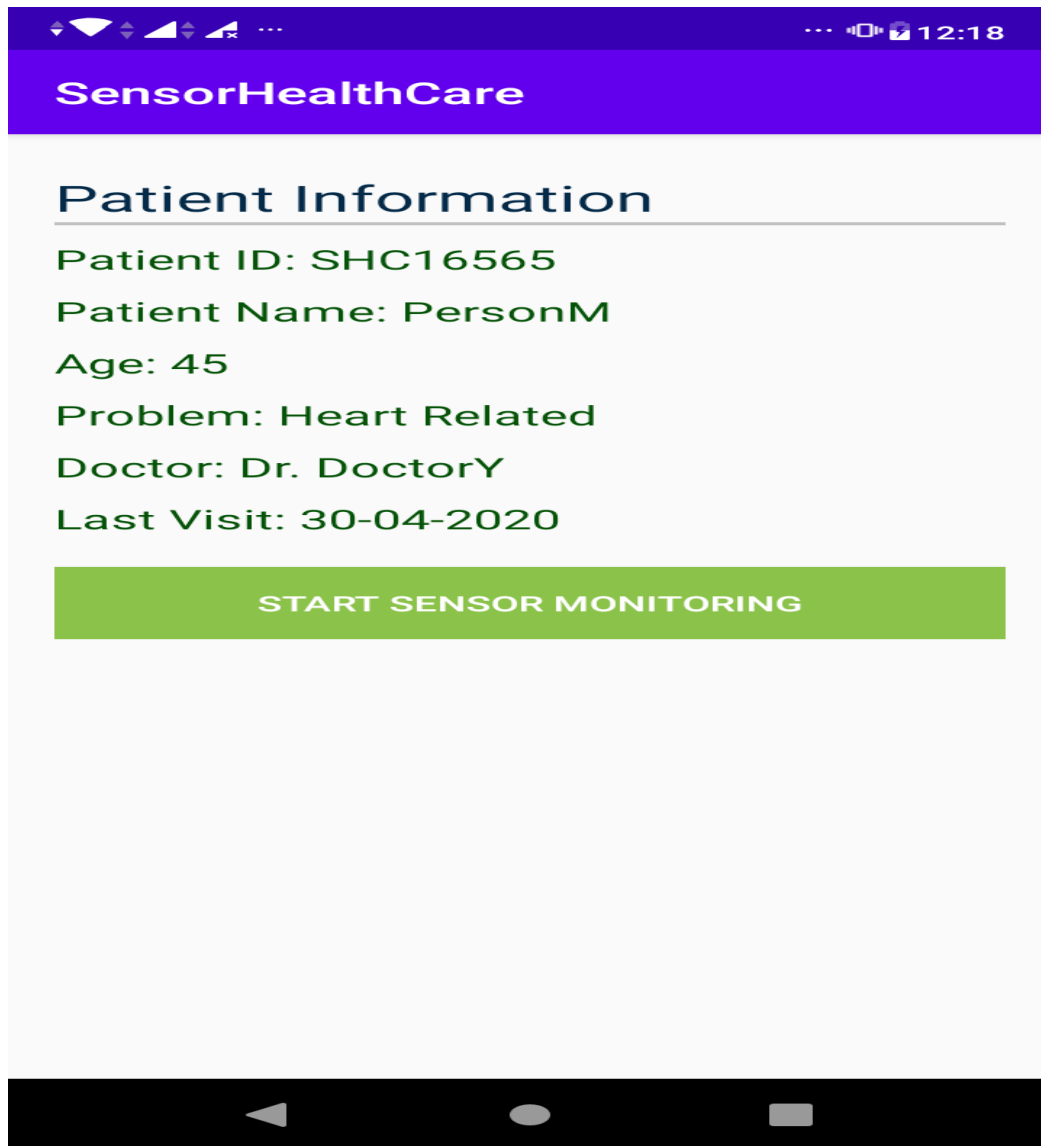 12:18
SensorHealthCare
Patient Information
Patient ID: SHC16565
Patient Name: PersonM
Age: 45
Problem: Heart Related
Doctor: Dr. DoctorY
Last Visit: 30-04-2020
START SENSOR MONITORING